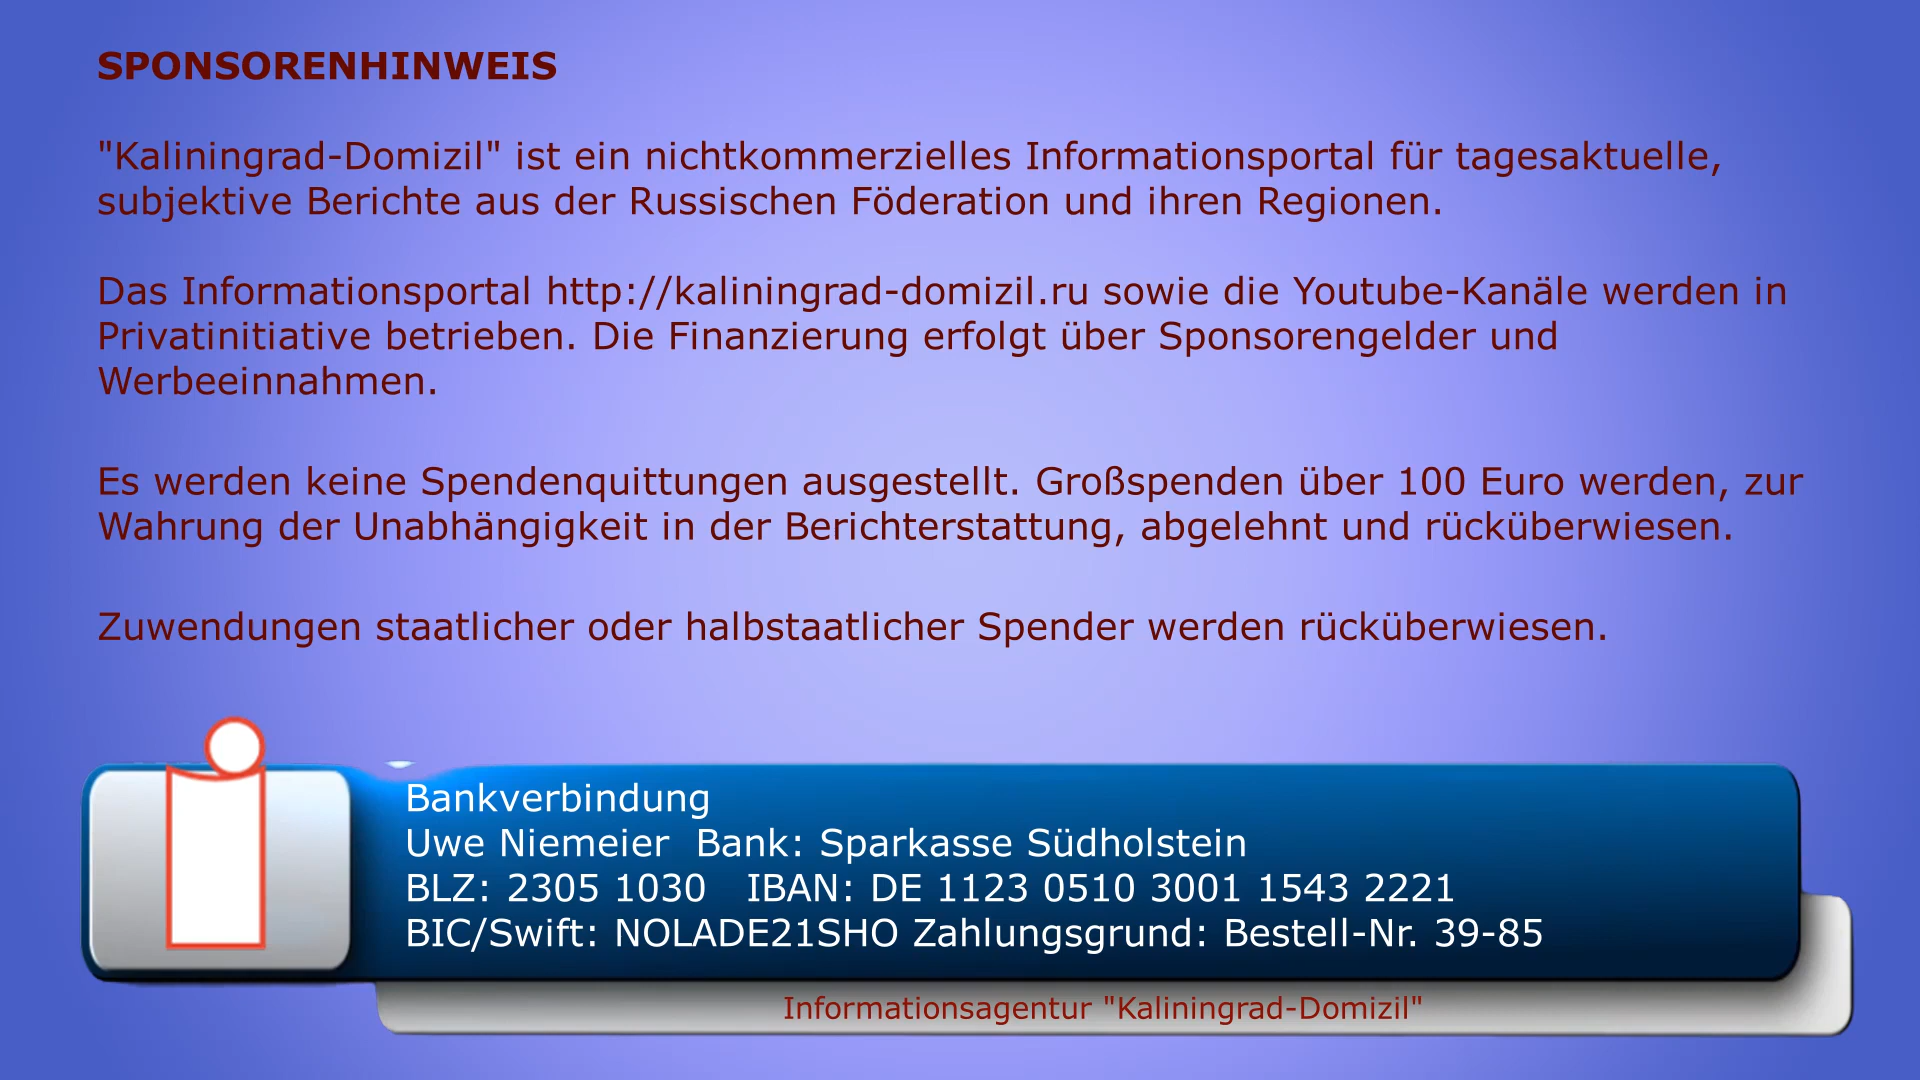 SPONSORENHINWEIS
"Kaliningrad-Domizil" ist ein nichtkommerzielles Informationsportal für tagesaktuelle,
subjektive Berichte aus der Russischen Föderation und ihren Regionen.
Das Informationsportal http://kaliningrad-domizil.ru sowie die Youtube-Kanäle werden in
Privatinitiative betrieben. Die Finanzierung erfolgt über Sponsorengelder und
Werbeeinnahmen.
Es werden keine Spendenquittungen ausgestellt. Großspenden über 100 Euro werden, zur
Wahrung der Unabhängigkeit in der Berichterstattung, abgelehnt und rücküberwiesen.
Zuwendungen staatlicher oder halbstaatlicher Spender werden rücküberwiesen.
Bankverbindung
Uwe Niemeier  Bank: Sparkasse Südholstein
BLZ: 2305 1030   IBAN: DE 1123 0510 3001 1543 2221
BIC/Swift: NOLADE21SHO Zahlungsgrund: Bestell-Nr. 39-85
Informationsagentur "Kaliningrad-Domizil"